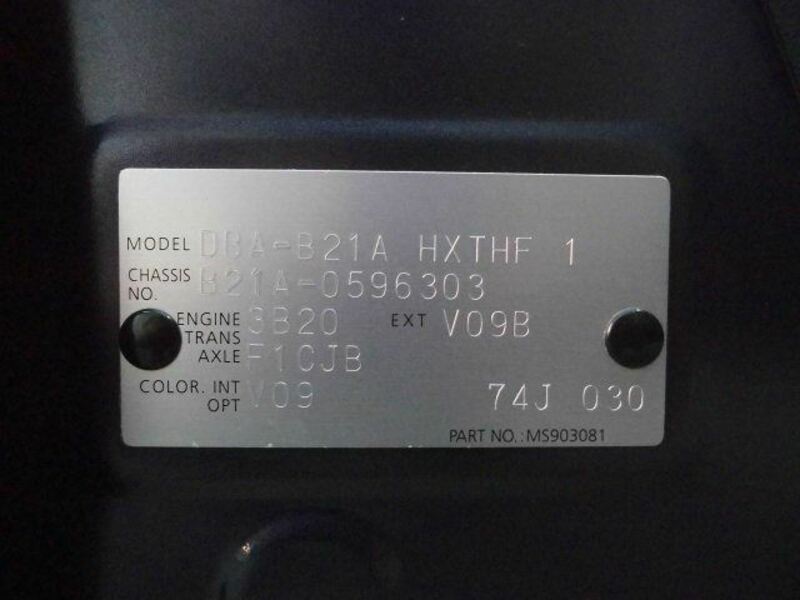 MODEL DBA-B21A HXTHF 1
CHASSIS NO. B21A-0596303
ENGINE 3B20 EXT V09B
TRANS AXLE F1CJB
COLOR. INT OPT V09 74J 030
PART NO.: MS903081